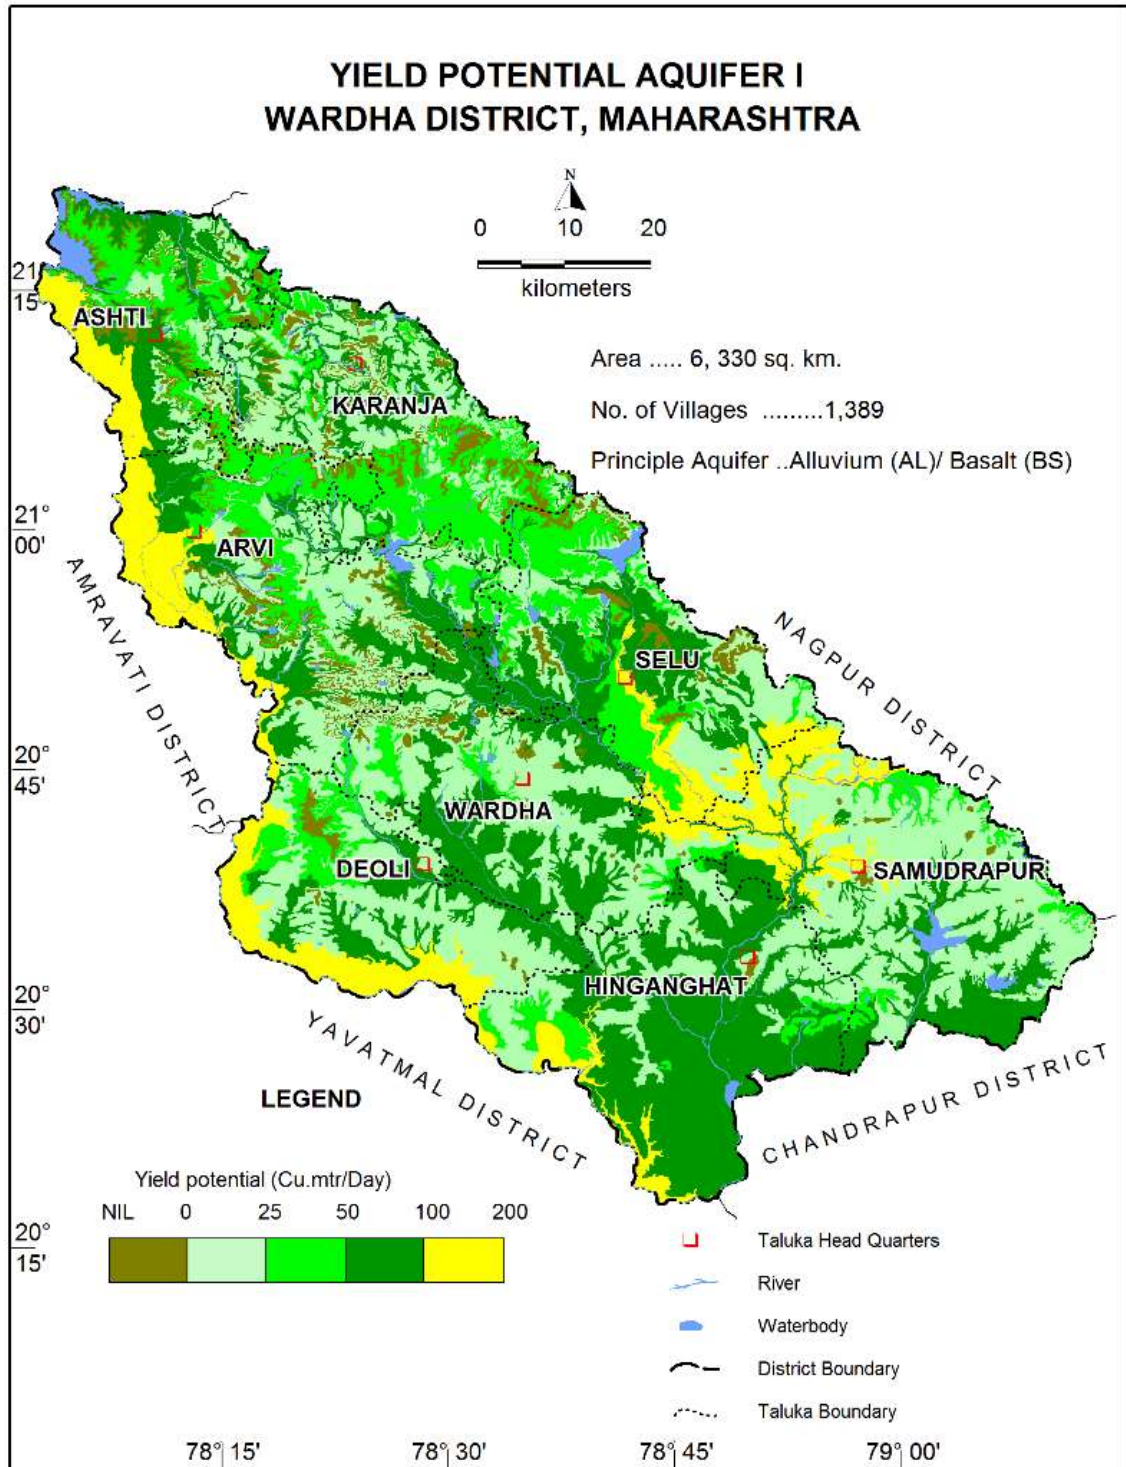 YIELD POTENTIAL AQUIFER I
WARDHA DISTRICT, MAHARASHTRA
N
0 10 20
kilometers
21°
15'
ASHTI
Area ..... 6, 330 sq. km.
KARANJA
No. of Villages .........1,389
Principle Aquifer ..Alluvium (AL)/ Basalt (BS)
21°
00'
ARVI
AMRAVATI DISTRICT
NAGPUR DISTRICT
SELU
20°
45'
WARDHA
DEOLI
SAMUDRAPUR
HINGANGHAT
20°
30'
YAVATMAL DISTRICT
CHANDRAPUR DISTRICT
LEGEND
Yield potential (Cu.mtr/Day)
NIL 0 25 50 100 200
20°
15'
Taluka Head Quarters
River
Waterbody
District Boundary
Taluka Boundary
78° 15' 78° 30' 78° 45' 79° 00'